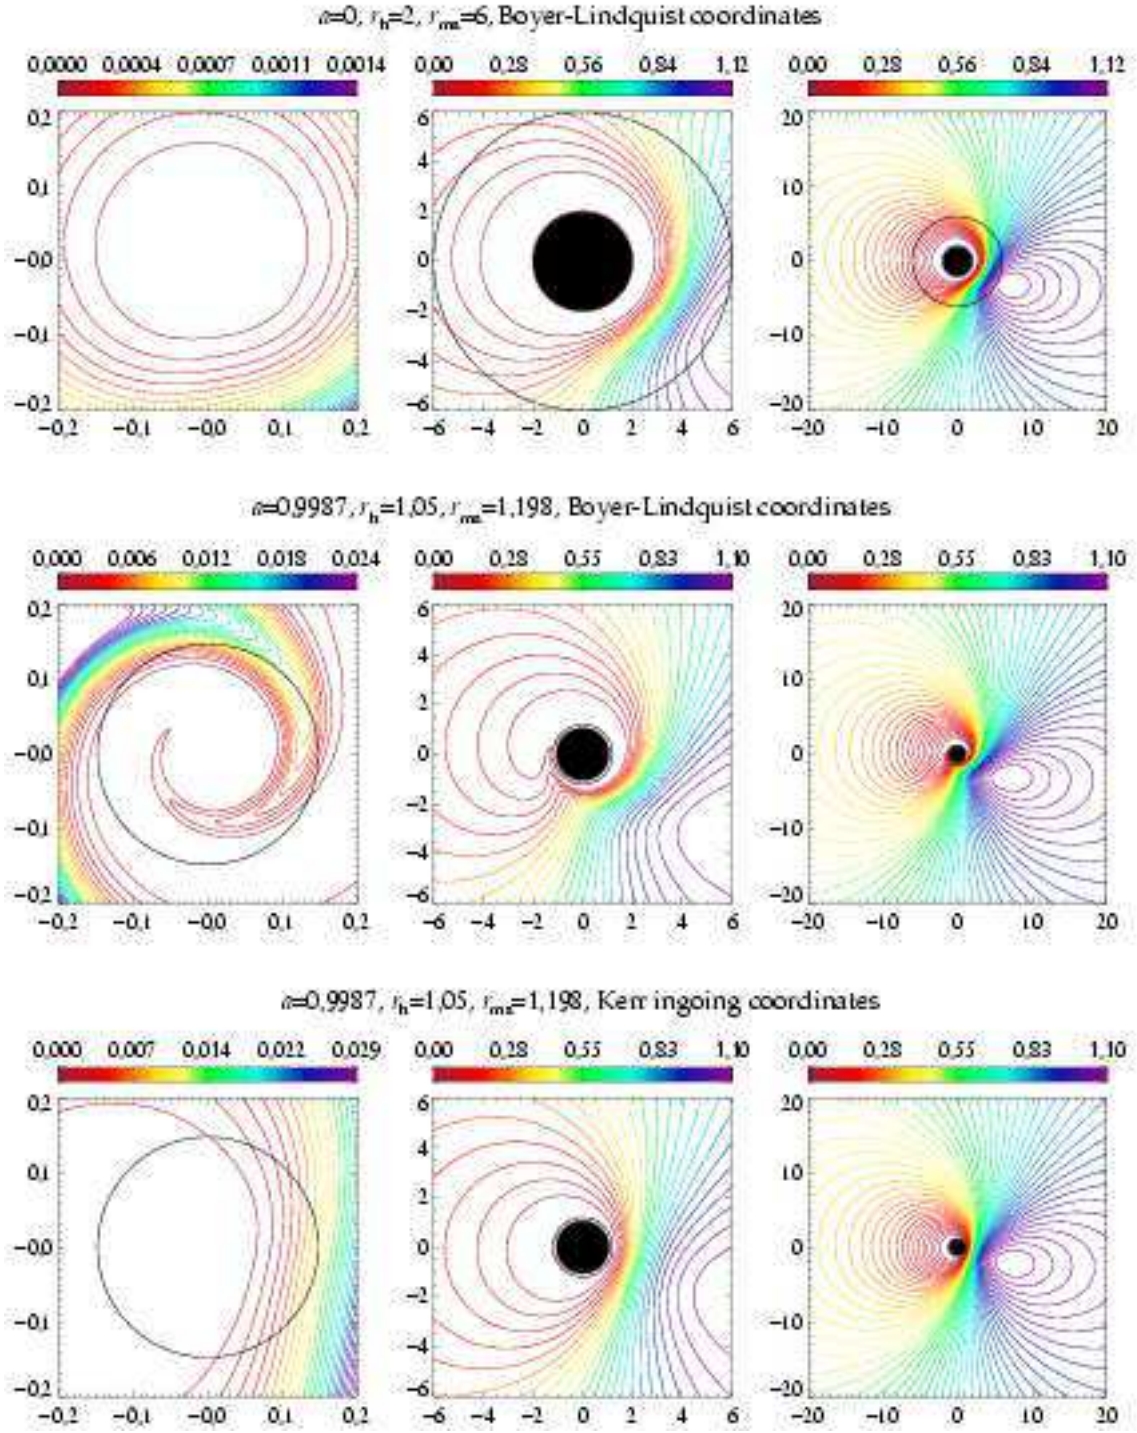 a=0, r_h=2, r_ms=6, Boyer-Lindquist coordinates
0,0000 0,0004 0,0007 0,0011 0,0014
0,00 0,28 0,56 0,84 1,12
0,00 0,28 0,56 0,84 1,12
0,2
0,1
−0,0
−0,1
−0,2
−0,2 −0,1 −0,0 0,1 0,2
6
4
2
0
−2
−4
−6
−6 −4 −2 0 2 4 6
20
10
0
−10
−20
−20 −10 0 10 20
a=0,9987, r_h=1,05, r_ms=1,198, Boyer-Lindquist coordinates
0,000 0,006 0,012 0,018 0,024
0,00 0,28 0,55 0,83 1,10
0,00 0,28 0,55 0,83 1,10
0,2
0,1
−0,0
−0,1
−0,2
−0,2 −0,1 −0,0 0,1 0,2
6
4
2
0
−2
−4
−6
−6 −4 −2 0 2 4 6
20
10
0
−10
−20
−20 −10 0 10 20
a=0,9987, r_h=1,05, r_ms=1,198, Kerr ingoing coordinates
0,000 0,007 0,014 0,022 0,029
0,00 0,28 0,55 0,83 1,10
0,00 0,28 0,55 0,83 1,10
0,2
0,1
−0,0
−0,1
−0,2
−0,2 −0,1 −0,0 0,1 0,2
6
4
2
0
−2
−4
−6
−6 −4 −2 0 2 4 6
20
10
0
−10
−20
−20 −10 0 10 20